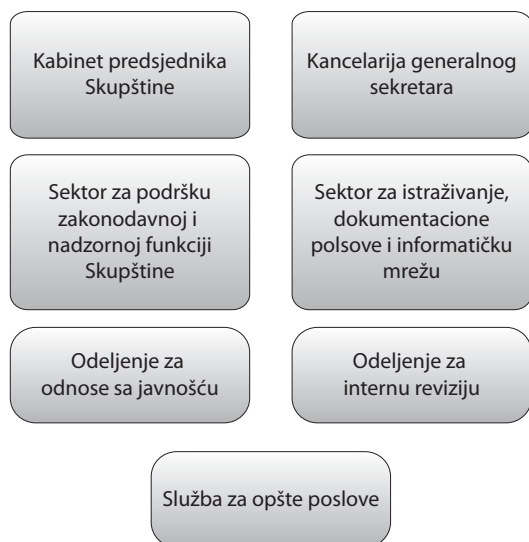 Kabinet predsjednika
Skupštine
Kancelarija generalnog
sekretara
Sektor za podršku
zakonodavnoj i
nadzornoj funkciji
Skupštine
Sektor za istraživanje,
dokumentacione
polsove i informatičku
mrežu
Odeljenje za
odnose sa javnošću
Odeljenje za
internu reviziju
Služba za opšte poslove